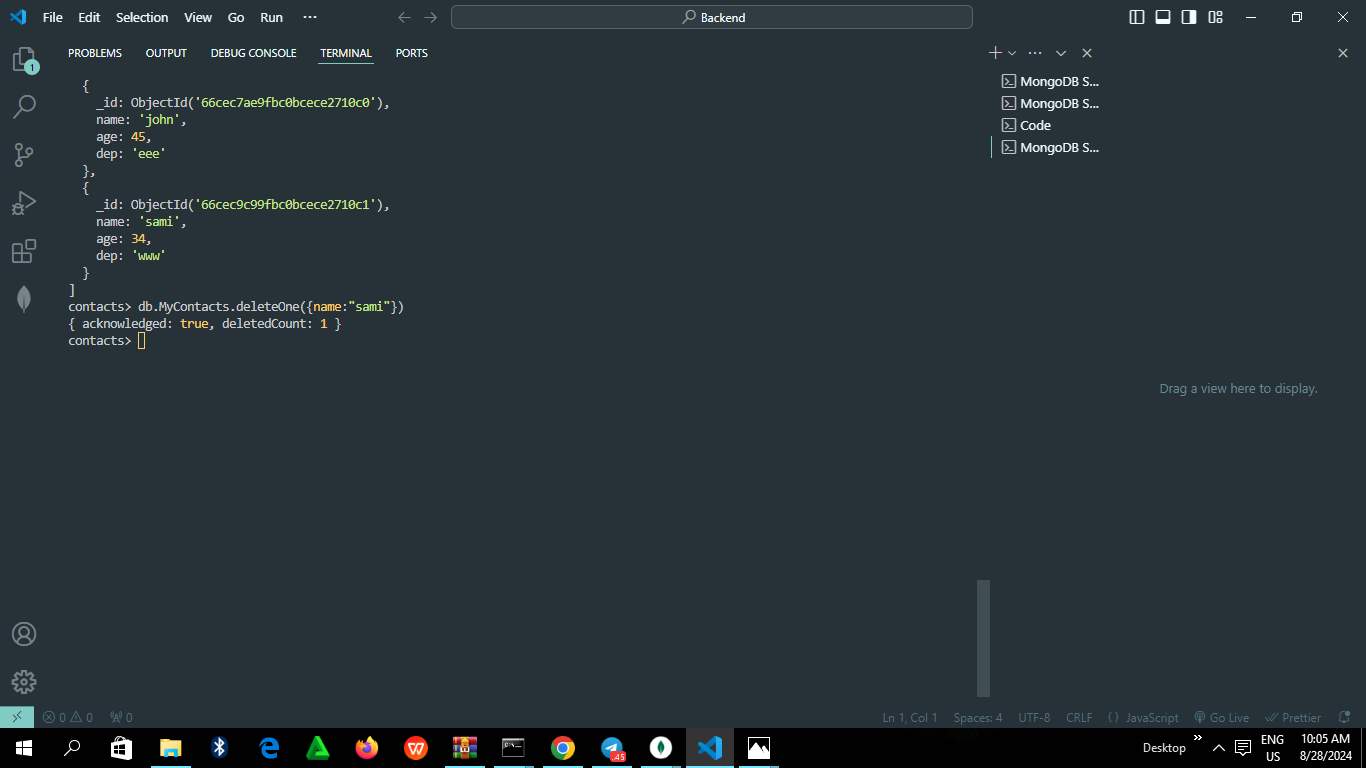 File Edit Selection View Go Run ··· Backend
PROBLEMS OUTPUT DEBUG CONSOLE TERMINAL PORTS
1
{
_id: ObjectId('66cec7ae9fbc0bcece2710c0'),
name: 'john',
age: 45,
dep: 'eee'
},
{
_id: ObjectId('66cec9c99fbc0bcece2710c1'),
name: 'sami',
age: 34,
dep: 'www'
}
]
contacts> db.MyContacts.deleteOne({name:"sami"})
{ acknowledged: true, deletedCount: 1 }
contacts>
MongoDB S...
MongoDB S...
Code
MongoDB S...
Drag a view here to display.
0 0 0 Ln 1, Col 1 Spaces: 4 UTF-8 CRLF {} JavaScript Go Live Prettier
45
Desktop
ENG
US
10:05 AM
8/28/2024